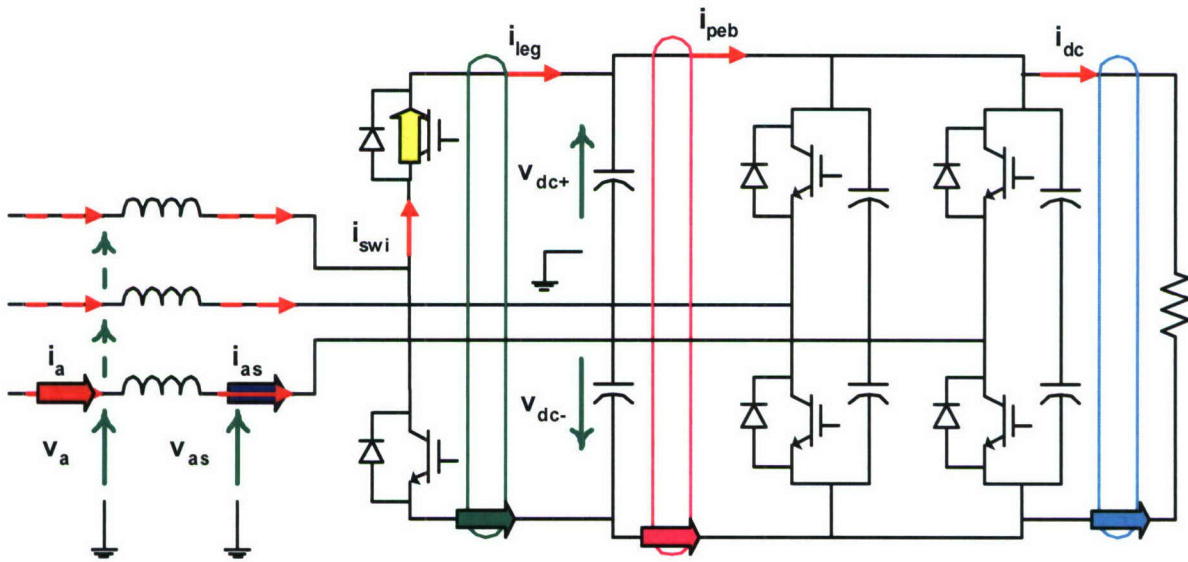 i_leg
i_peb
i_dc
v_dc+
i_swi
i_a
i_as
v_dc-
v_a
v_as